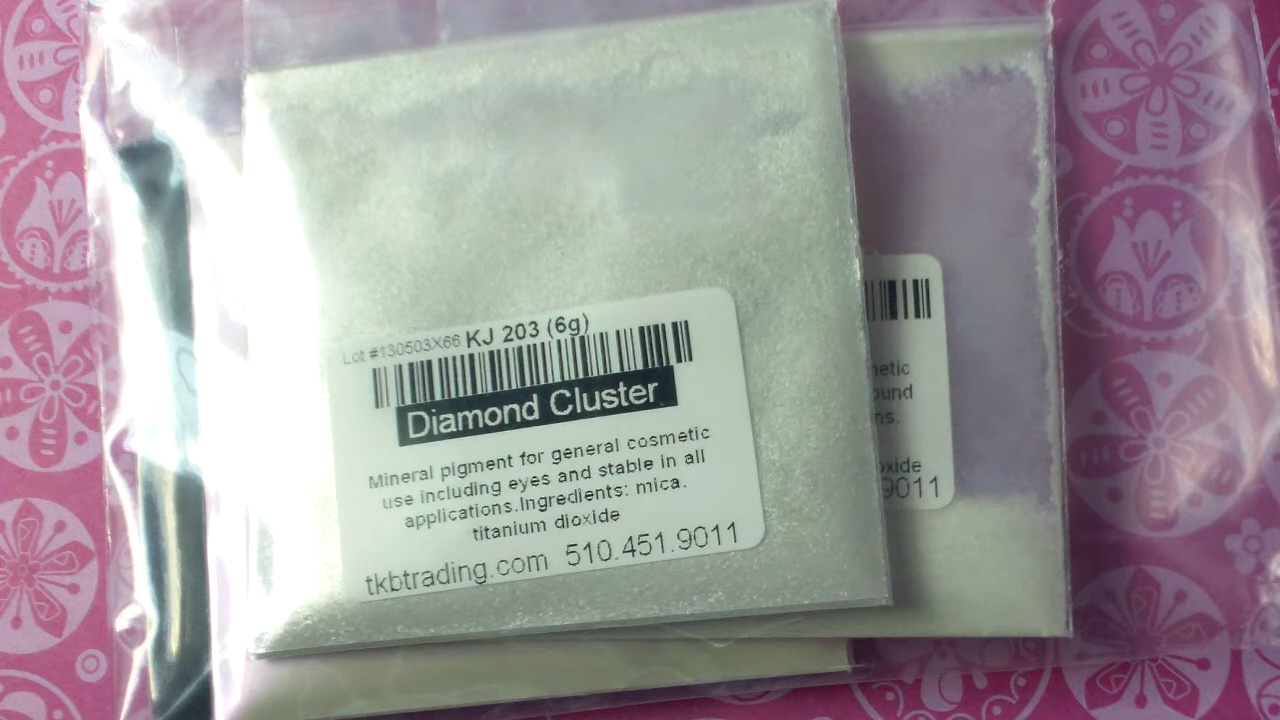 Lot #130503X66 KJ 203 (6g)
Diamond Cluster
Mineral pigment for general cosmetic
use including eyes and stable in all
applications.Ingredients: mica.
titanium dioxide
tkbtrading.com 510.451.9011
netic
ound
ns.
oxide
9011